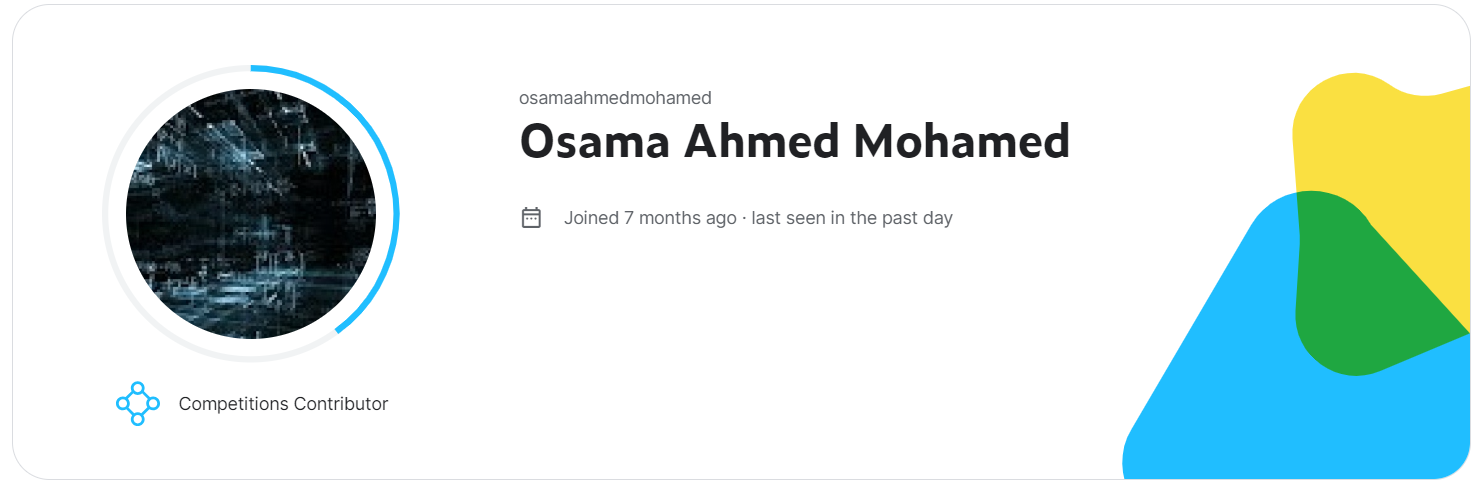 osamaahmedmohamed
Osama Ahmed Mohamed
Joined 7 months ago · last seen in the past day
Competitions Contributor